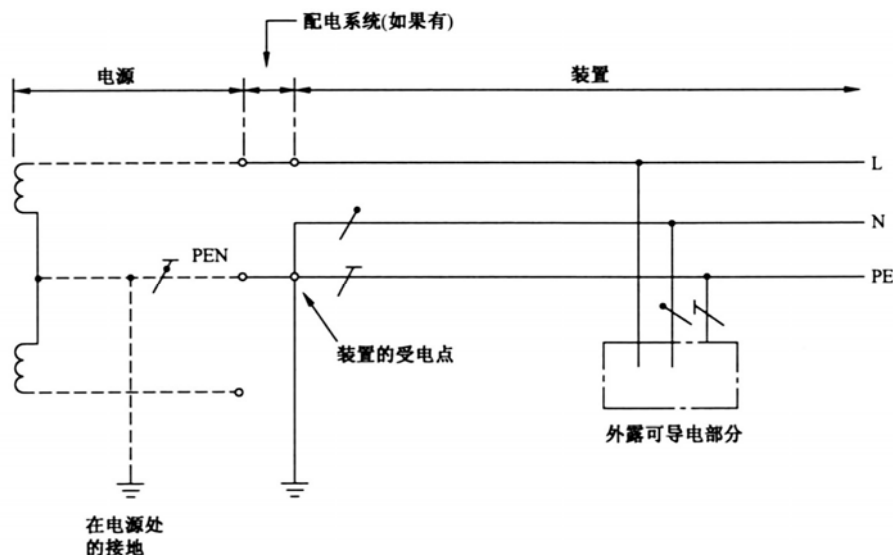 配电系统(如果有)
电源
装置
L
N
PEN
PE
装置的受电点
外露可导电部分
在电源处
的接地